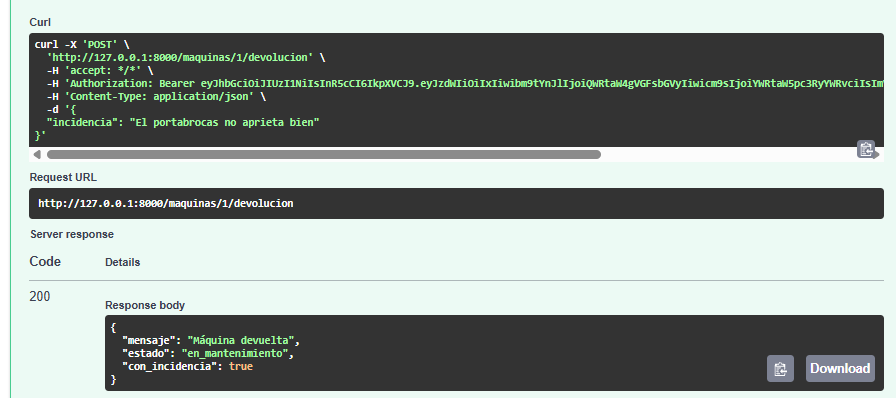 Curl
curl -X 'POST' \
'http://127.0.0.1:8000/maquinas/1/devolucion' \
-H 'accept: */*' \
-H 'Authorization: Bearer eyJhbGciOiJIUzI1NiIsInR5cCI6IkpXVCJ9.eyJzdWIiOiIxIiwibm9tYnJlIjoiQWRtaW4gVGFsbGVyIiwicm9sIjoiYWRtaW5pc3RyYWRvciIsIm
-H 'Content-Type: application/json' \
-d '{
"incidencia": "El portabrocas no aprieta bien"
}'
Request URL
http://127.0.0.1:8000/maquinas/1/devolucion
Server response
Code
Details
200
Response body
{
"mensaje": "Máquina devuelta",
"estado": "en_mantenimiento",
"con_incidencia": true
}
Download